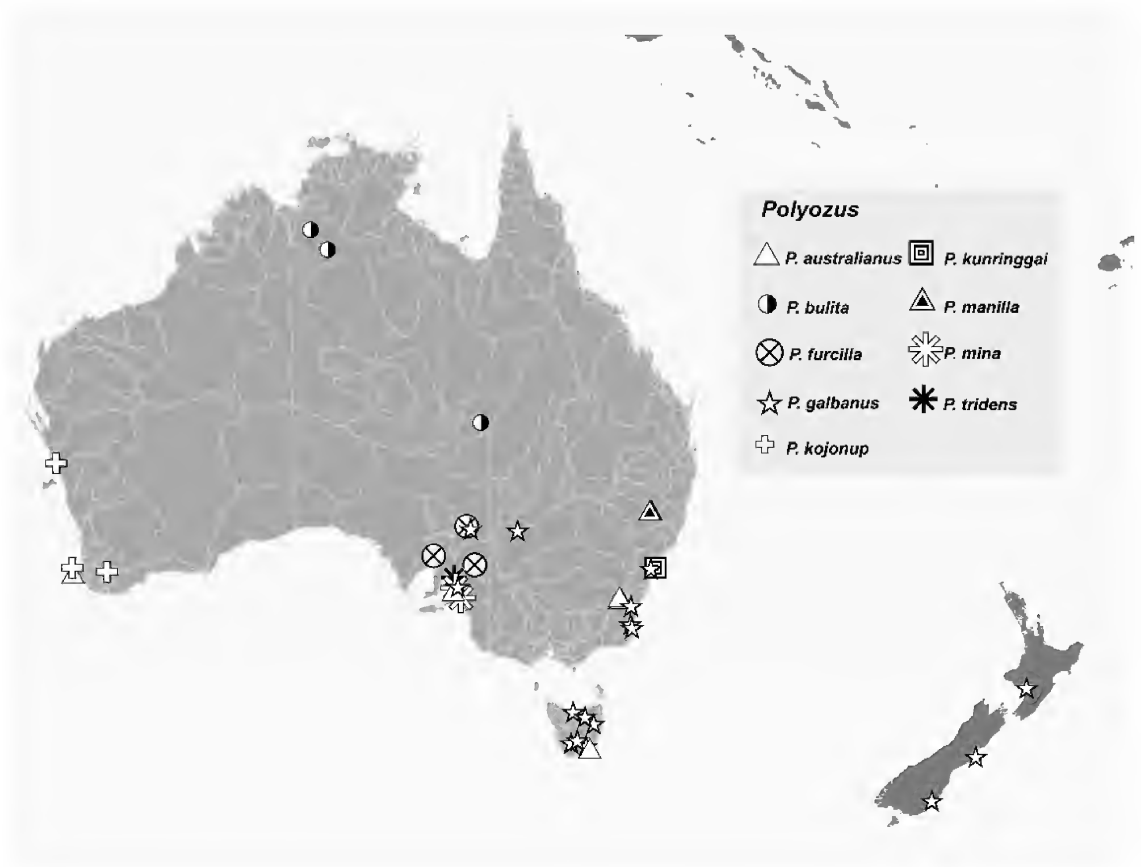 Polyozus
P. australianus
P. kunringgai
P. bulita
P. manilla
P. furcilla
P. mina
P. galbanus
P. tridens
P. kojonup